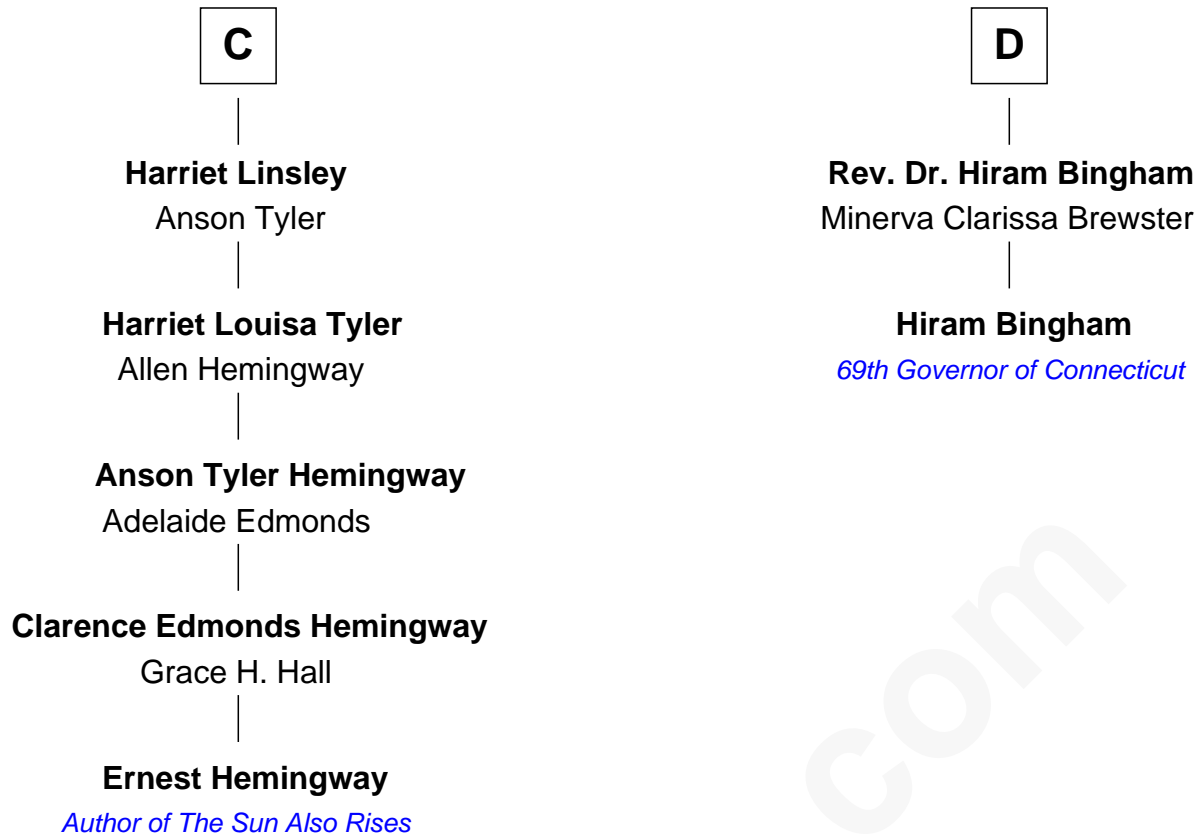 C
Harriet Linsley
Anson Tyler
Harriet Louisa Tyler
Allen Hemingway
Anson Tyler Hemingway
Adelaide Edmonds
Clarence Edmonds Hemingway
Grace H. Hall
Ernest Hemingway
Author of The Sun Also Rises
D
Rev. Dr. Hiram Bingham
Minerva Clarissa Brewster
Hiram Bingham
69th Governor of Connecticut
com